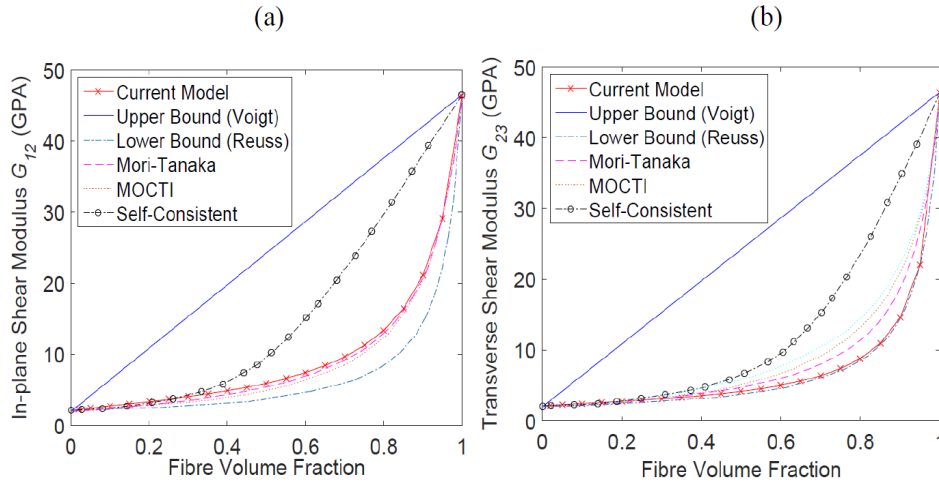 (a)
(b)
In-plane Shear Modulus G12 (GPA)
50
40
30
20
10
0
Current Model
Upper Bound (Voigt)
Lower Bound (Reuss)
Mori-Tanaka
MOCTI
Self-Consistent
0 0.2 0.4 0.6 0.8 1
Fibre Volume Fraction
Transverse Shear Modulus G23 (GPA)
50
40
30
20
10
0
Current Model
Upper Bound (Voigt)
Lower Bound (Reuss)
Mori-Tanaka
MOCTI
Self-Consistent
0 0.2 0.4 0.6 0.8 1
Fibre Volume Fraction